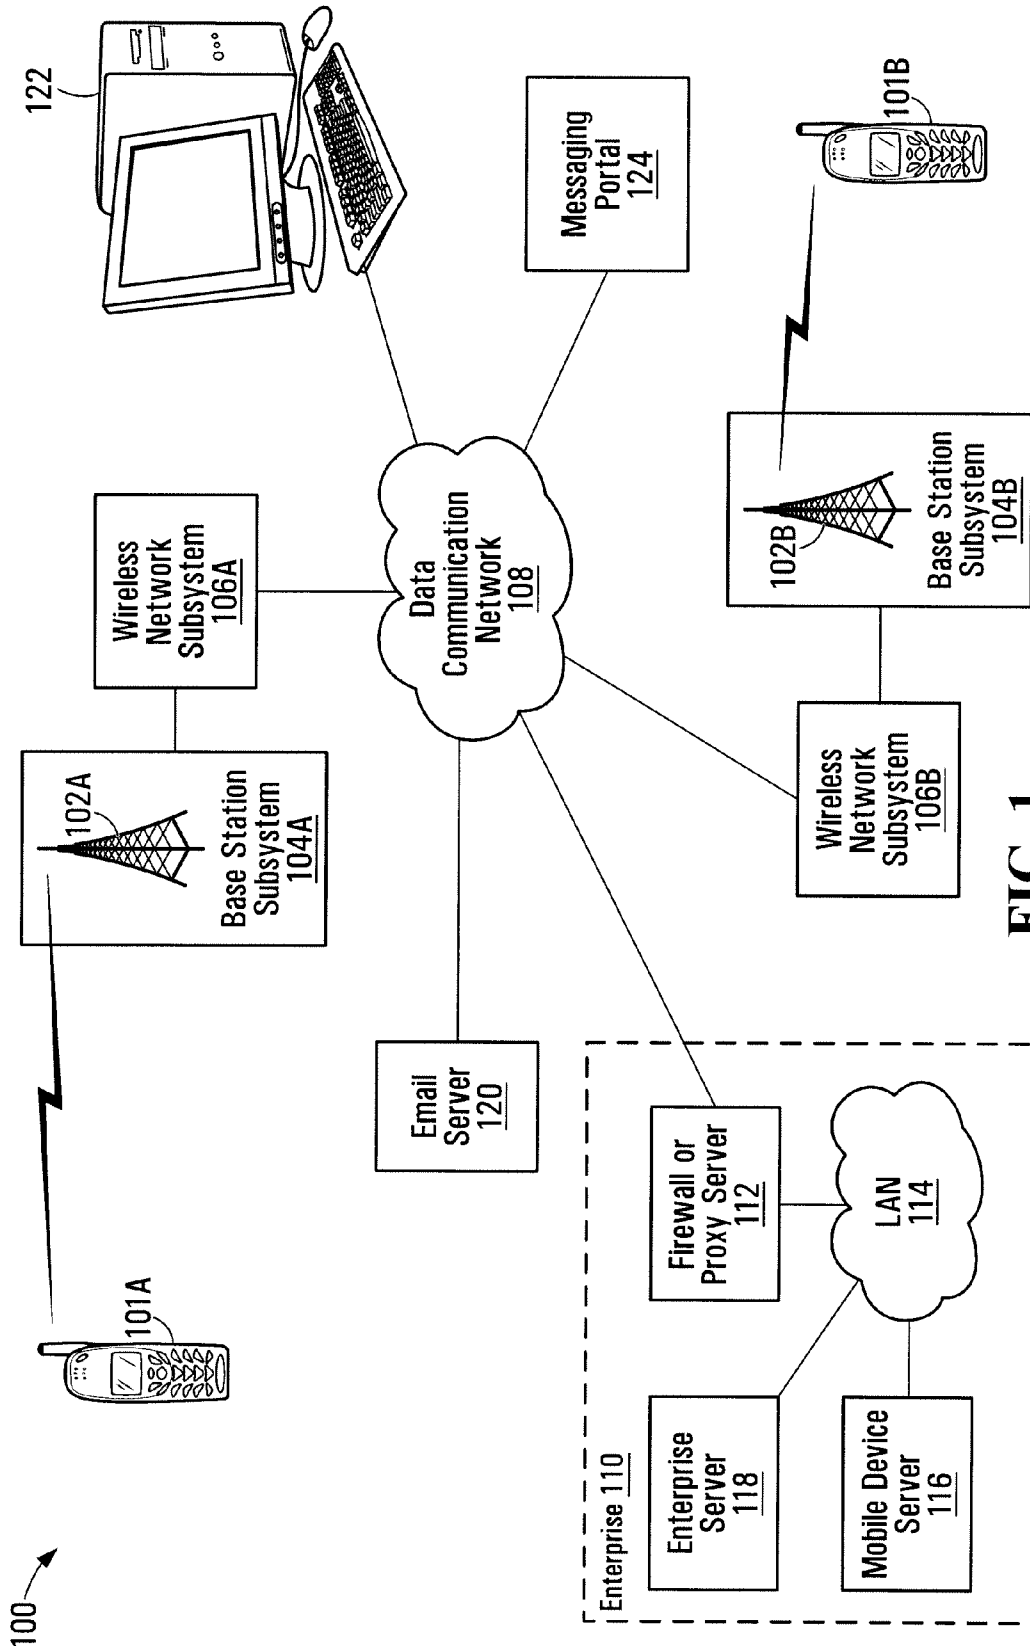 100
101A
102A
Base Station
Subsystem
104A
Wireless
Network
Subsystem
106A
122
Email
Server
120
Data
Communication
Network
108
Messaging
Portal
124
Enterprise 110
Enterprise
Server
118
Firewall or
Proxy Server
112
Mobile Device
Server
116
LAN
114
Wireless
Network
Subsystem
106B
102B
Base Station
Subsystem
104B
101B
FIG. 1